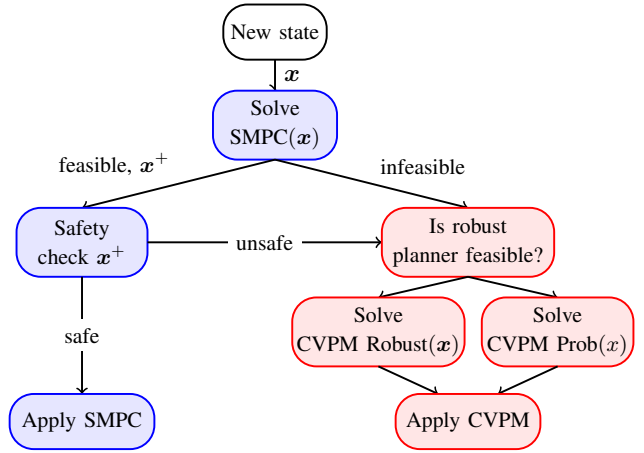 New state
𝒙
Solve
SMPC(𝒙)
feasible, 𝒙⁺
infeasible
Safety
check 𝒙⁺
unsafe
Is robust
planner feasible?
safe
Solve
CVPM Robust(𝒙)
Solve
CVPM Prob(𝑥)
Apply SMPC
Apply CVPM